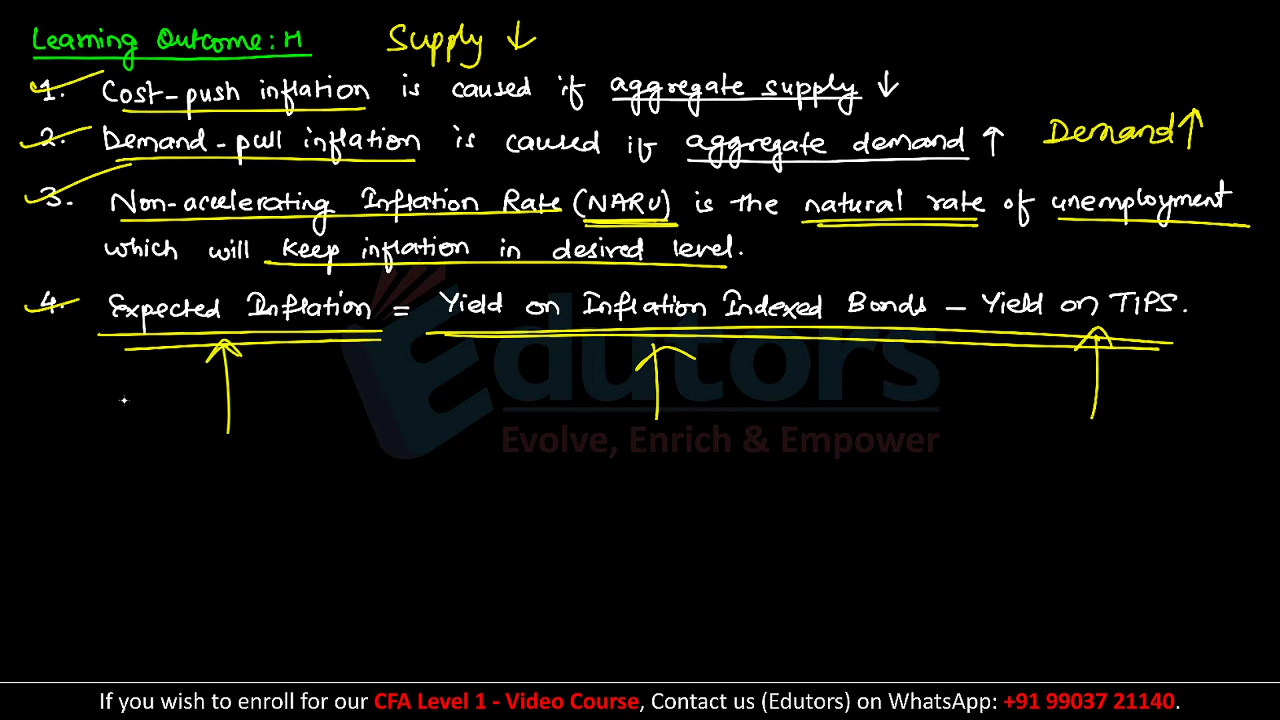 Learning Outcome: H Supply ↓
1. Cost-push inflation is caused if aggregate supply ↓
2. Demand-pull inflation is caused if aggregate demand ↑ Demand↑
3. Non-accelerating Inflation Rate (NARU) is the natural rate of unemployment
which will keep inflation in desired level.
4. Expected Inflation = Yield on Inflation Indexed Bonds – Yield on TIPS.
Edutors
Evolve, Enrich & Empower
If you wish to enroll for our CFA Level 1 - Video Course, Contact us (Edutors) on WhatsApp: +91 99037 21140.